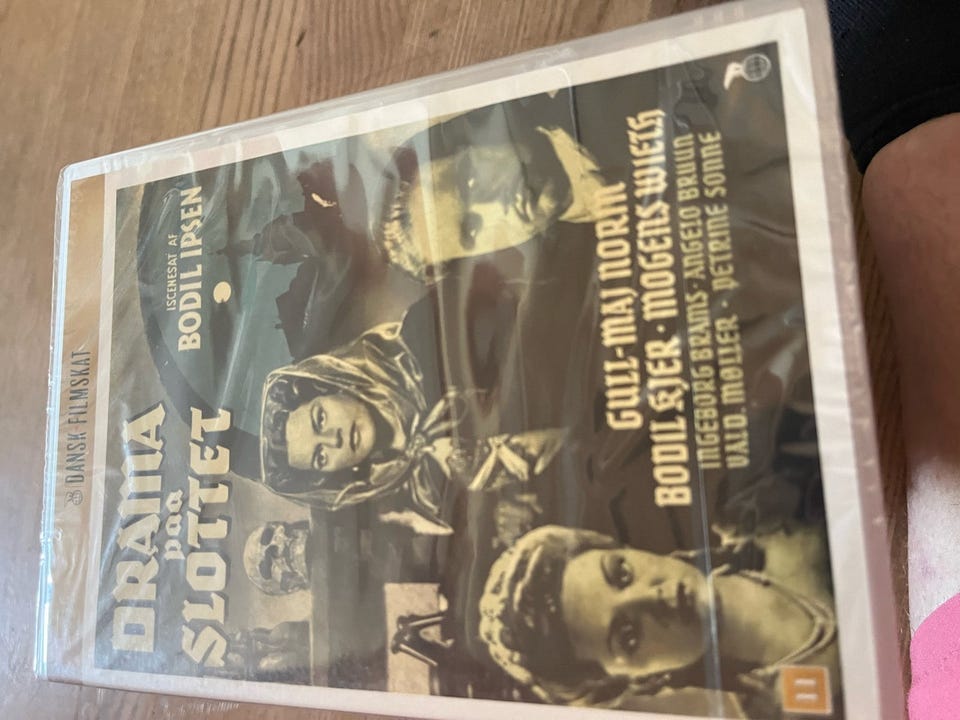 DANSK FILMSKAT
DRAMA
paa
SLOTTET
ISCENESAT AF
BODIL IPSEN
GULL-MAJ NORIN
BODIL KJER · MOGENS WIETH
INGEBORG BRAMS · ANGELO BRUUN
VALD. MØLLER · PETRINE SONNE
11